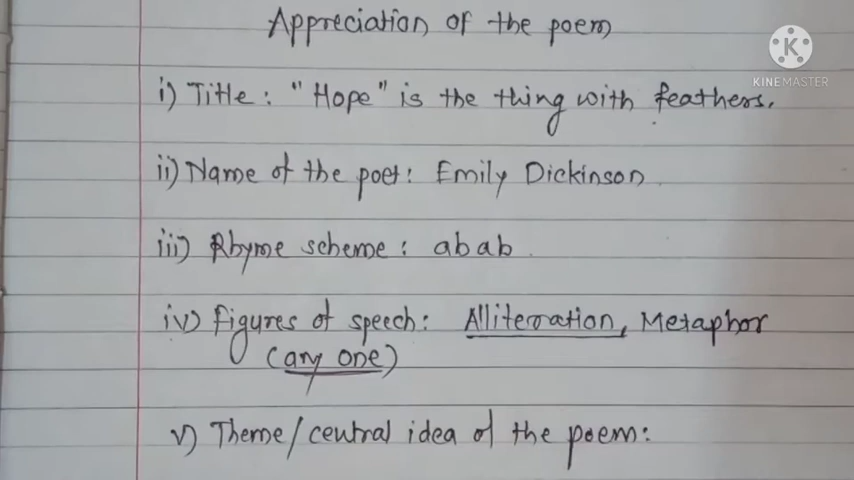 Appreciation of the poem
KINEMASTER
i) Title: "Hope" is the thing with feathers.
ii) Name of the poet: Emily Dickinson
iii) Rhyme scheme: abab
iv) Figures of speech: Alliteration, Metaphor
(any one)
v) Theme/central idea of the poem: